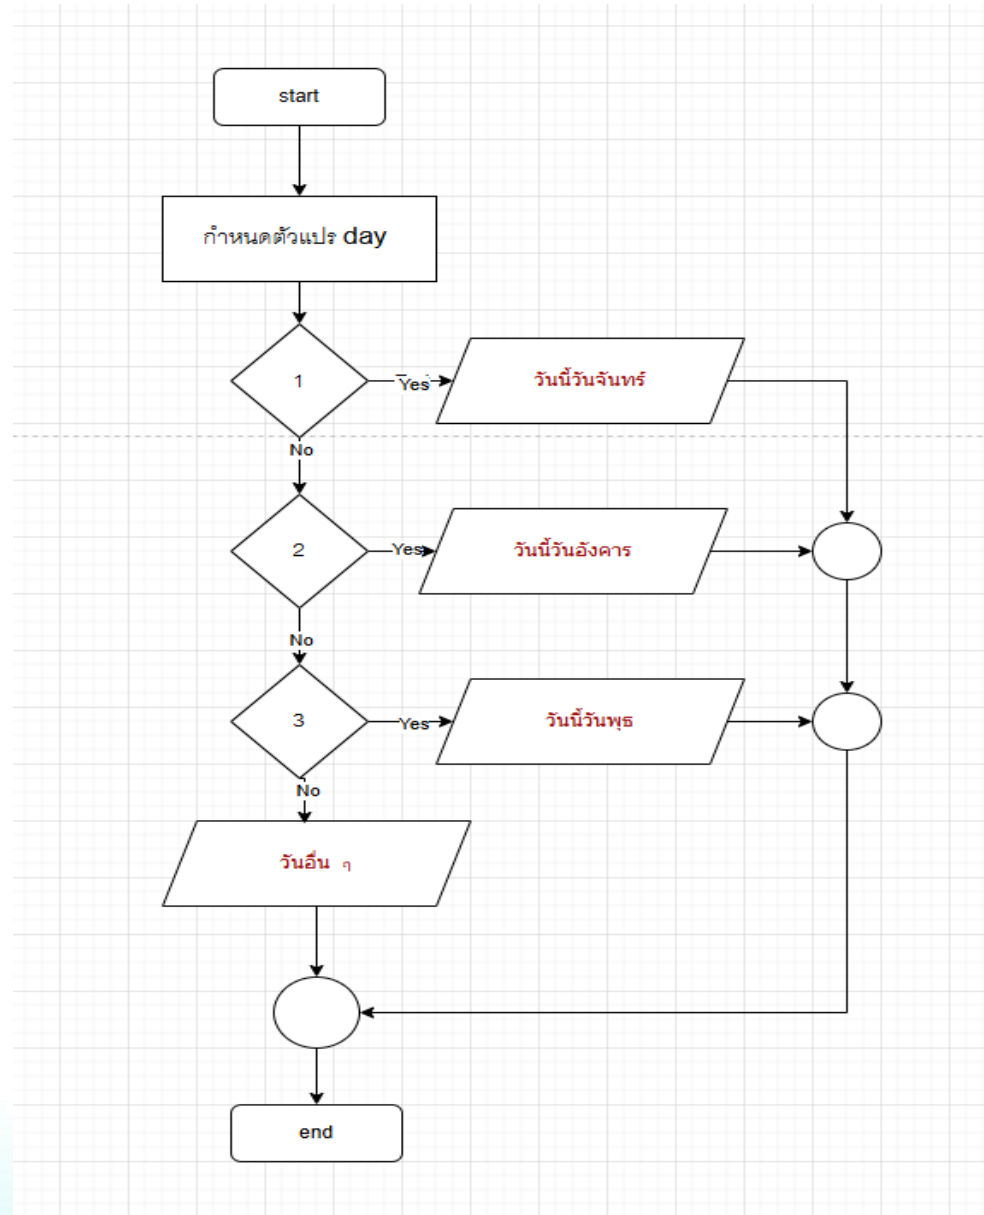 start
กำหนดตัวแปร day
1
Yes
วันนี้วันจันทร์
No
2
Yes
วันนี้วันอังคาร
No
3
Yes
วันนี้วันพุธ
No
วันอื่น ๆ
end